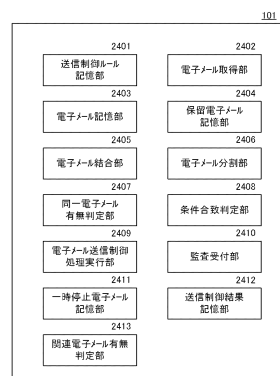 101
2401
送信制御ルール
記憶部
2402
電子メール取得部
2403
電子メール記憶部
2404
保留電子メール
記憶部
2405
電子メール結合部
2406
電子メール分割部
2407
同一電子メール
有無判定部
2408
条件合致判定部
2409
電子メール送信制御
処理実行部
2410
監査受付部
2411
一時停止電子メール
記憶部
2412
送信制御結果
記憶部
2413
関連電子メール有無
判定部